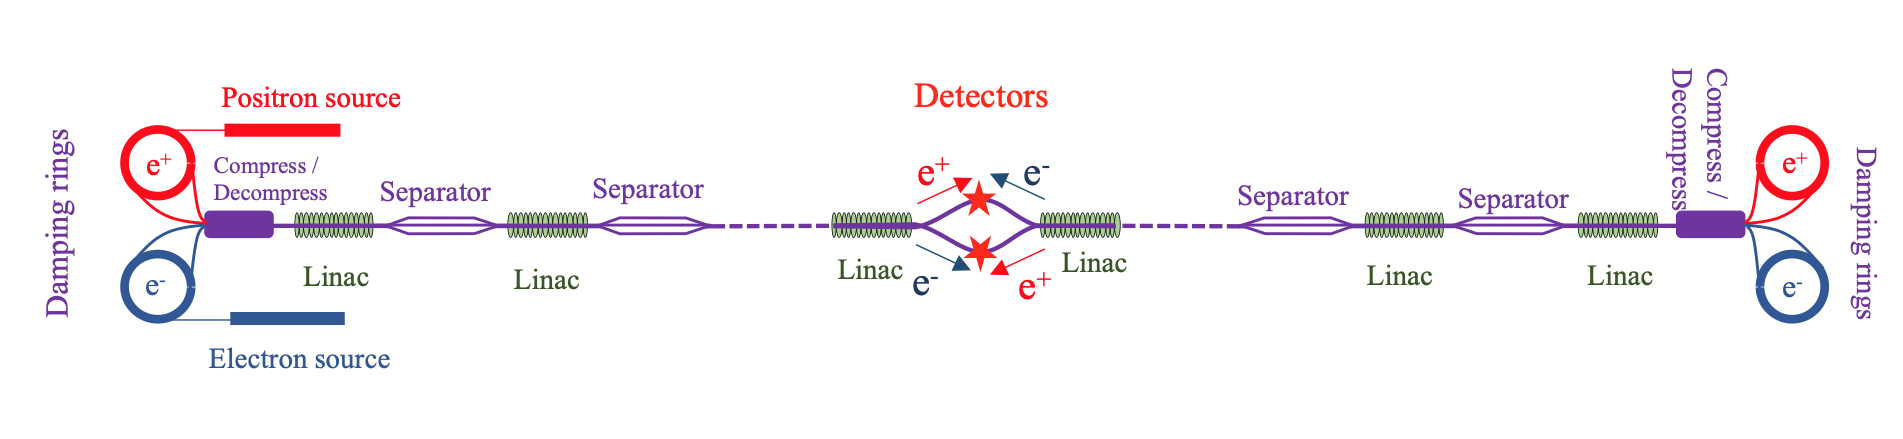 Damping rings
Positron source
e+
Compress /
Decompress
e-
Electron source
Linac
Separator
Linac
Separator
Detectors
e+
e-
Linac
Linac
e-
e+
Separator
Linac
Separator
Linac
Compress /
Decompress
e+
e-
Damping rings